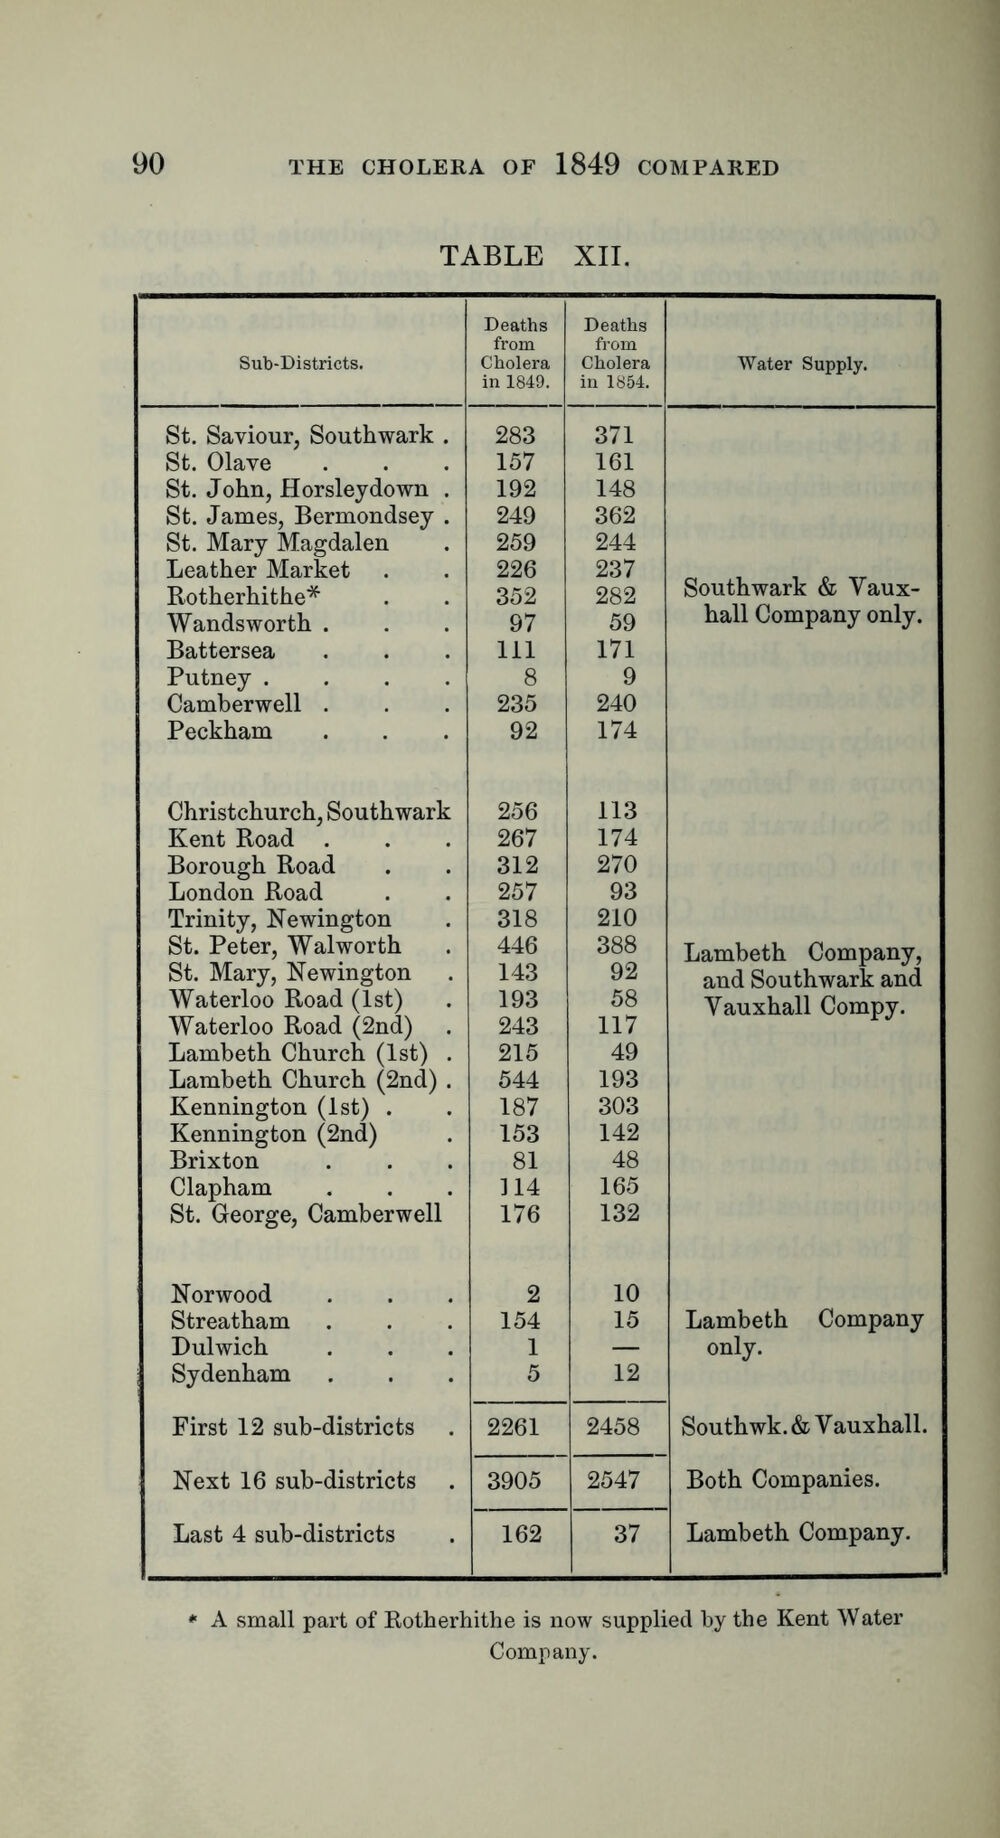 90 THE CHOLERA OF 1849 COMPARED
TABLE XII.
Sub-Districts. Deaths from Cholera in 1849. Deaths from Cholera in 1854. Water Supply.
St. Saviour, Southwark . 283 371
St. Olave . . . 157 161
St. John, Horsleydown . 192 148
St. James, Bermondsey . 249 362
St. Mary Magdalen . 259 244
Leather Market . . 226 237
Rotherhithe* . . 352 282
Wandsworth . . . 97 59
Battersea . . . 111 171
Putney . . . . 8 9
Camberwell . . . 235 240
Peckham . . . 92 174
Southwark & Vaux-
hall Company only.
Christchurch, Southwark 256 113
Kent Road . . . 267 174
Borough Road . . 312 270
London Road . . 257 93
Trinity, Newington . 318 210
St. Peter, Walworth . 446 388
St. Mary, Newington . 143 92
Waterloo Road (1st) . 193 58
Waterloo Road (2nd) . 243 117
Lambeth Church (1st) . 215 49
Lambeth Church (2nd) . 544 193
Kennington (1st) . . 187 303
Kennington (2nd) . 153 142
Brixton . . . 81 48
Clapham . . . 114 165
St. George, Camberwell 176 132
Lambeth Company,
and Southwark and
Vauxhall Compy.
Norwood . . . 2 10
Streatham . . . 154 15
Dulwich . . . 1 —
Sydenham . . . 5 12
Lambeth Company
only.
First 12 sub-districts . 2261 2458 Southwk. & Vauxhall.
Next 16 sub-districts . 3905 2547 Both Companies.
Last 4 sub-districts . 162 37 Lambeth Company.
* A small part of Rotherhithe is now supplied by the Kent Water
Company.